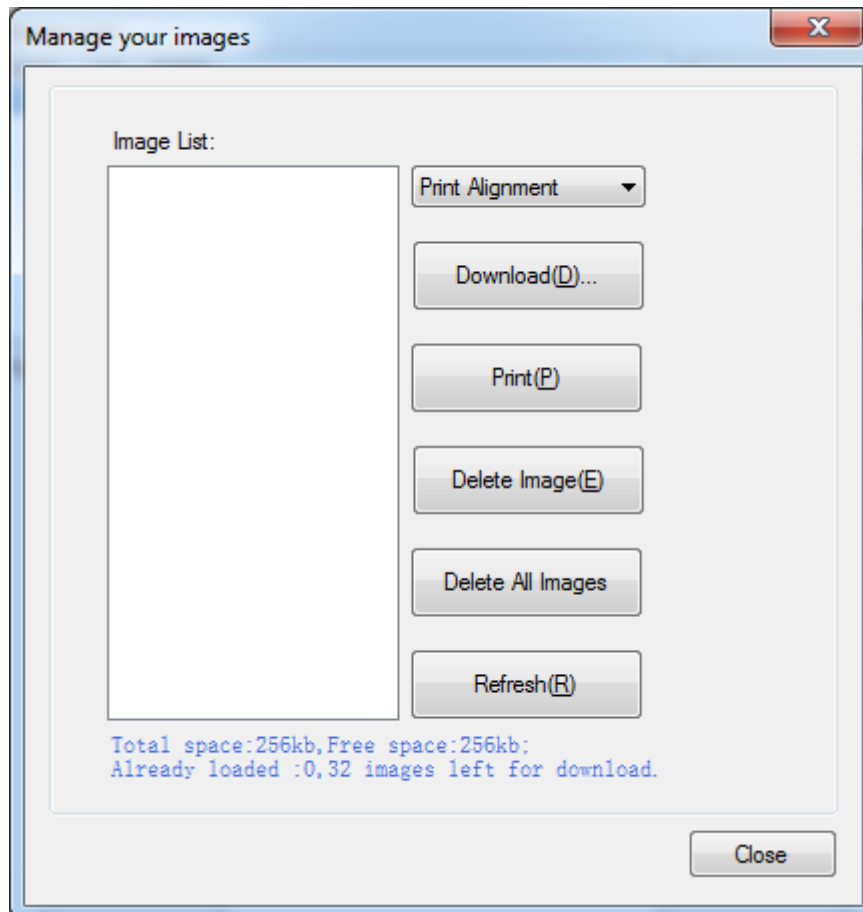 Manage your images
Image List:
Print Alignment
Download(D)...
Print(P)
Delete Image(E)
Delete All Images
Refresh(R)
Total space:256kb,Free space:256kb;
Already loaded :0,32 images left for download.
Close